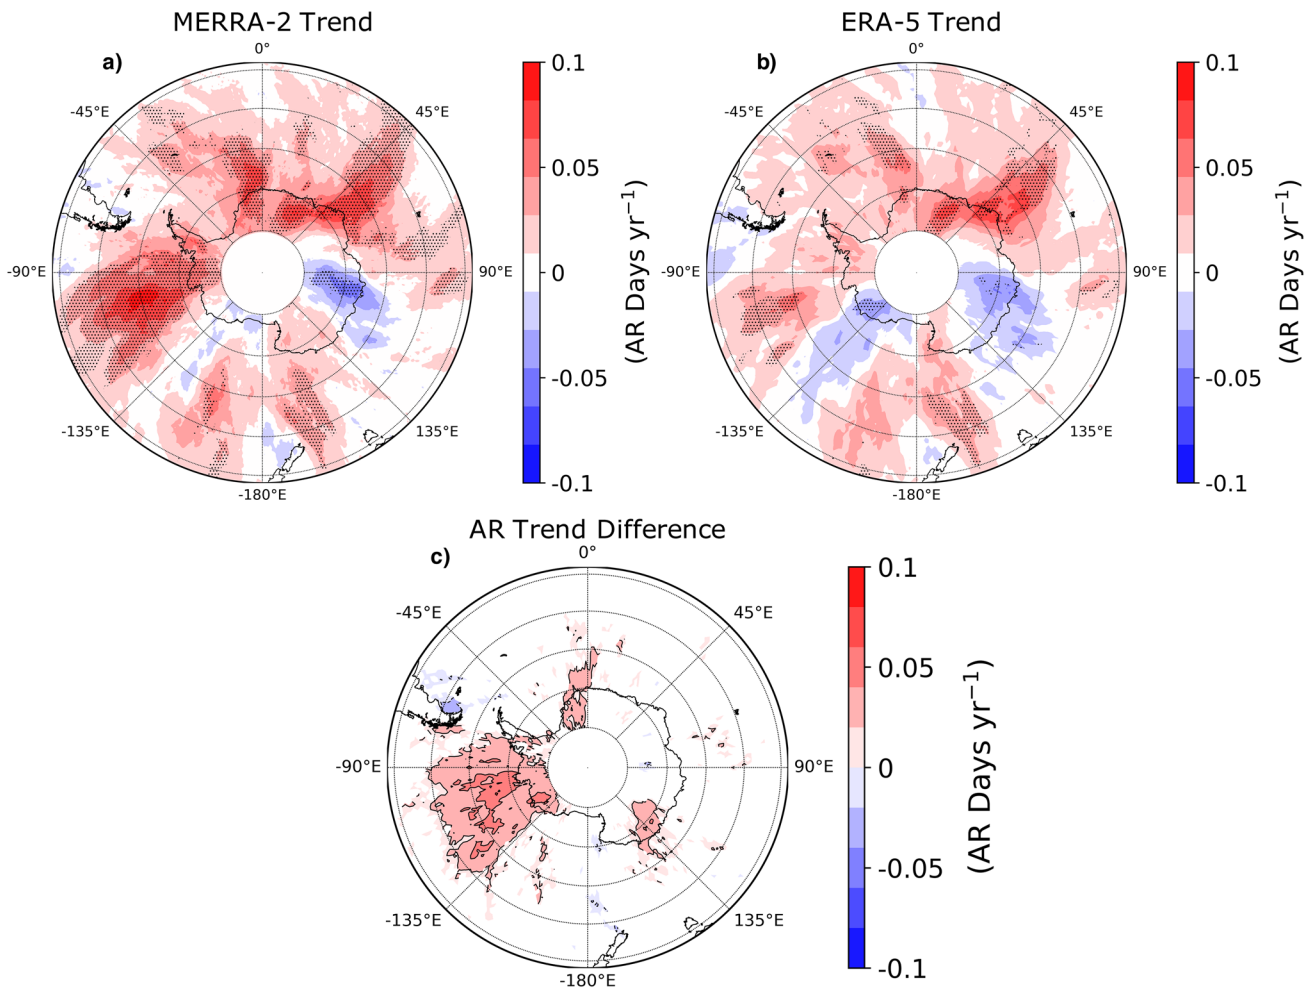 MERRA-2 Trend
a)
0°
45°E
90°E
135°E
-180°E
-135°E
-90°E
-45°E
0.1
0.05
0
-0.05
-0.1
(AR Days yr⁻¹)
ERA-5 Trend
b)
0°
45°E
90°E
135°E
-180°E
-135°E
-90°E
-45°E
0.1
0.05
0
-0.05
-0.1
(AR Days yr⁻¹)
AR Trend Difference
c)
0°
45°E
90°E
135°E
-180°E
-135°E
-90°E
-45°E
0.1
0.05
0
-0.05
-0.1
(AR Days yr⁻¹)